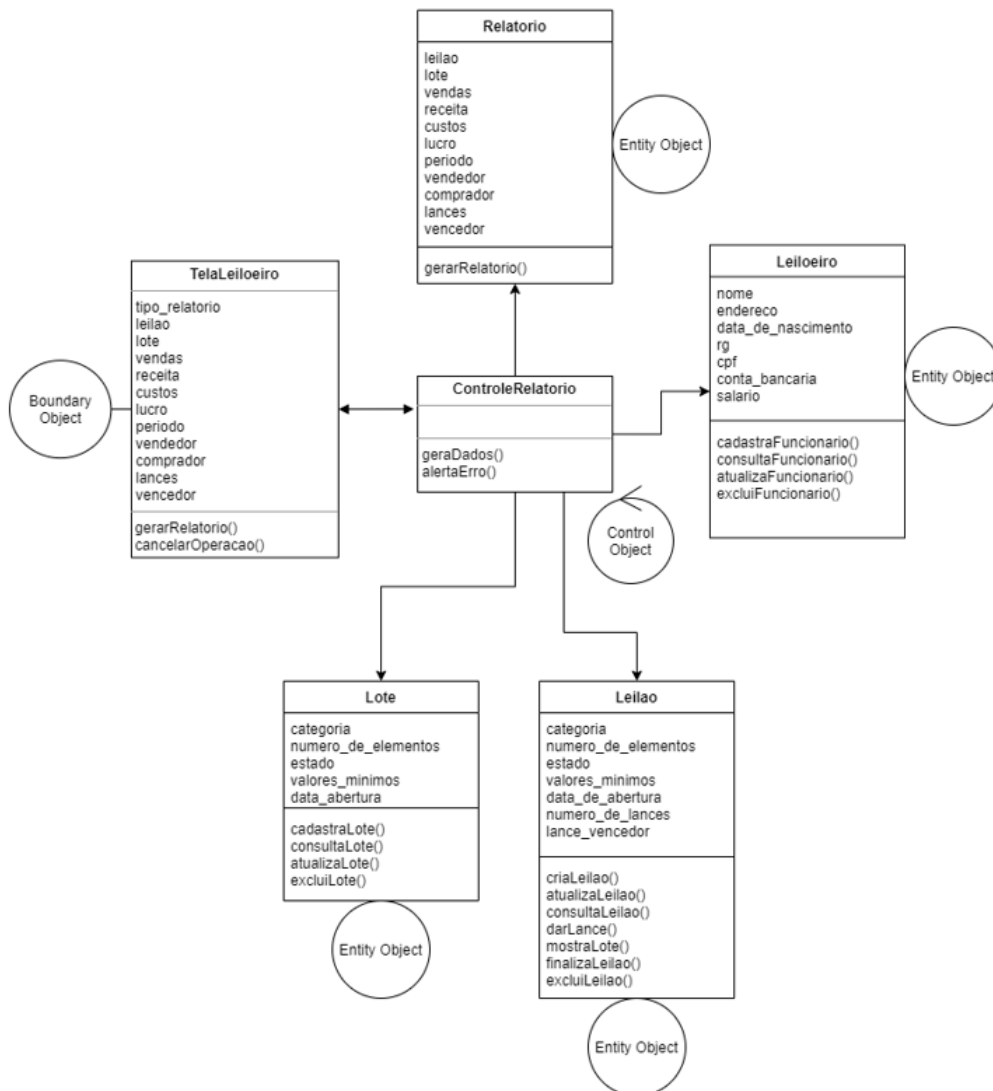 Relatorio
leilao
lote
vendas
receita
custos
lucro
periodo
vendedor
comprador
lances
vencedor
gerarRelatorio()
Entity Object
TelaLeiloeiro
tipo_relatorio
leilao
lote
vendas
receita
custos
lucro
periodo
vendedor
comprador
lances
vencedor
gerarRelatorio()
cancelarOperacao()
Boundary
Object
ControleRelatorio
geraDados()
alertaErro()
Control
Object
Leiloeiro
nome
endereco
data_de_nascimento
rg
cpf
conta_bancaria
salario
cadastraFuncionario()
consultaFuncionario()
atualizaFuncionario()
excluiFuncionario()
Entity Object
Lote
categoria
numero_de_elementos
estado
valores_minimos
data_abertura
cadastraLote()
consultaLote()
atualizaLote()
excluiLote()
Entity Object
Leilao
categoria
numero_de_elementos
estado
valores_minimos
data_de_abertura
numero_de_lances
lance_vencedor
criaLeilao()
atualizaLeilao()
consultaLeilao()
darLance()
mostraLote()
finalizaLeilao()
excluiLeilao()
Entity Object